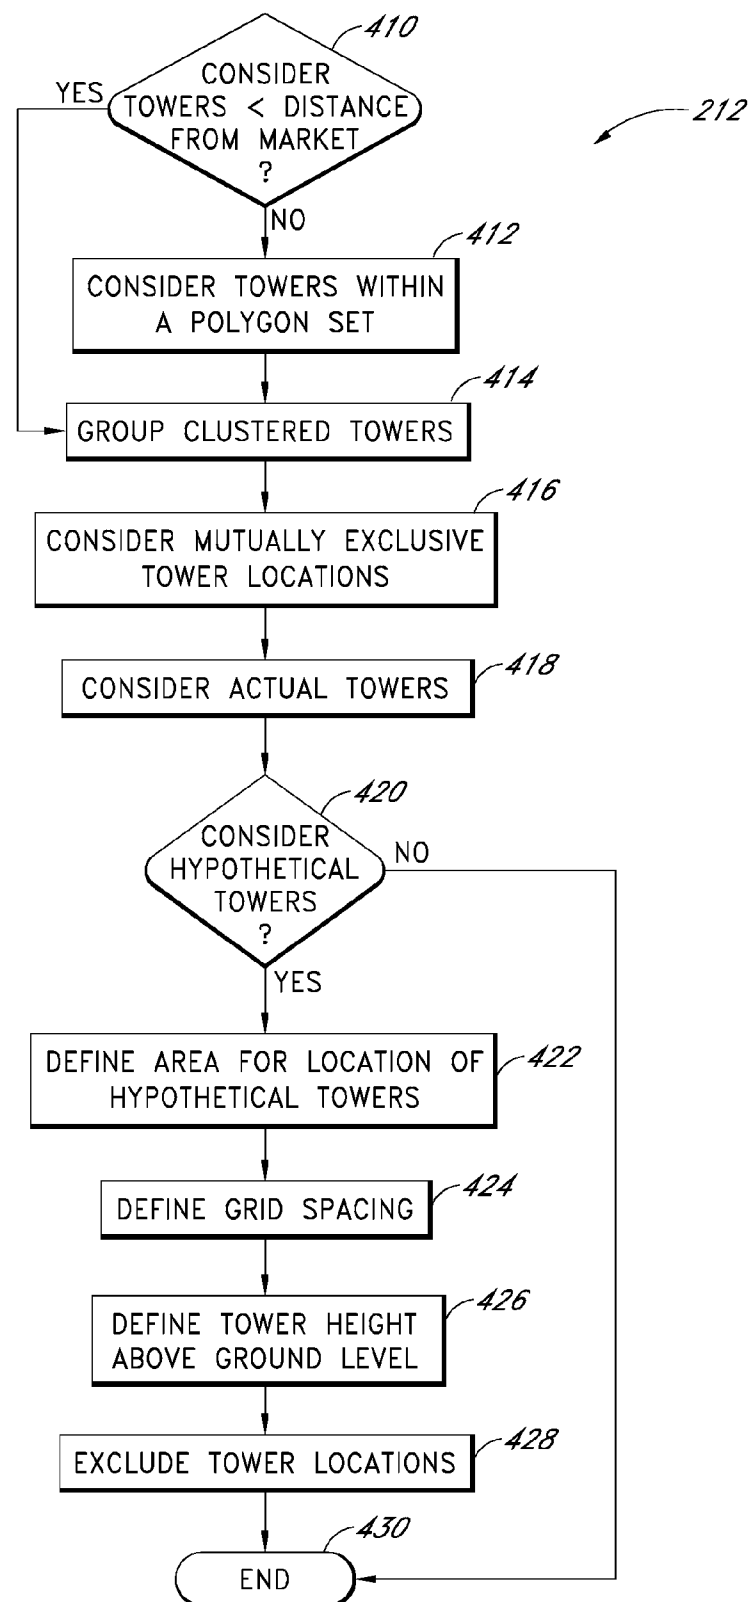 410
CONSIDER
TOWERS < DISTANCE
FROM MARKET
?
YES
212
NO
412
CONSIDER TOWERS WITHIN
A POLYGON SET
414
GROUP CLUSTERED TOWERS
416
CONSIDER MUTUALLY EXCLUSIVE
TOWER LOCATIONS
418
CONSIDER ACTUAL TOWERS
420
CONSIDER
HYPOTHETICAL
TOWERS
?
NO
YES
422
DEFINE AREA FOR LOCATION OF
HYPOTHETICAL TOWERS
424
DEFINE GRID SPACING
426
DEFINE TOWER HEIGHT
ABOVE GROUND LEVEL
428
EXCLUDE TOWER LOCATIONS
430
END